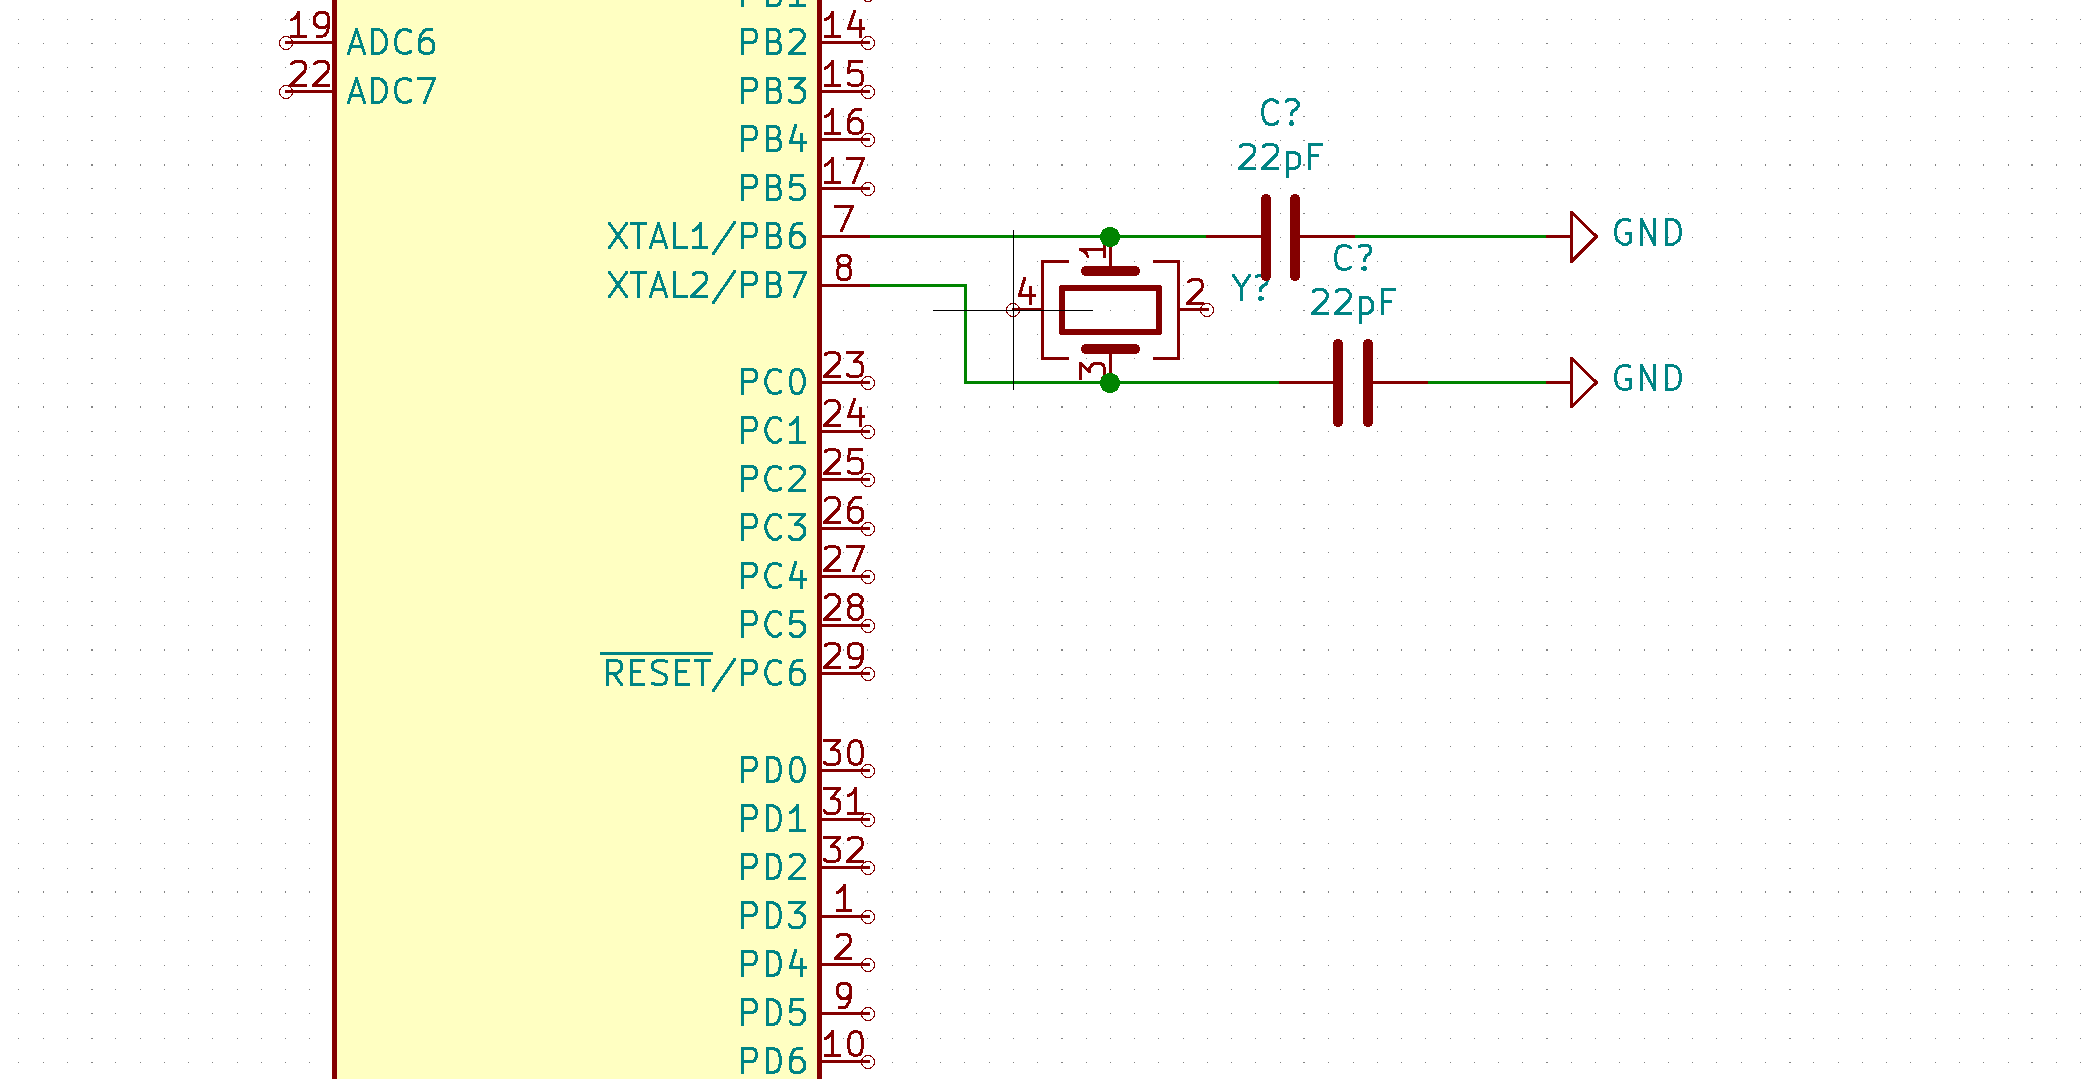 19 ADC6
22 ADC7
PB1
PB2 14
PB3 15
PB4 16
PB5 17
XTAL1/PB6 7
XTAL2/PB7 8
PC0 23
PC1 24
PC2 25
PC3 26
PC4 27
PC5 28
RESET/PC6 29
PD0 30
PD1 31
PD2 32
PD3 1
PD4 2
PD5 9
PD6 10
C?
22pF
GND
1
4
2
3
Y?
C?
22pF
GND